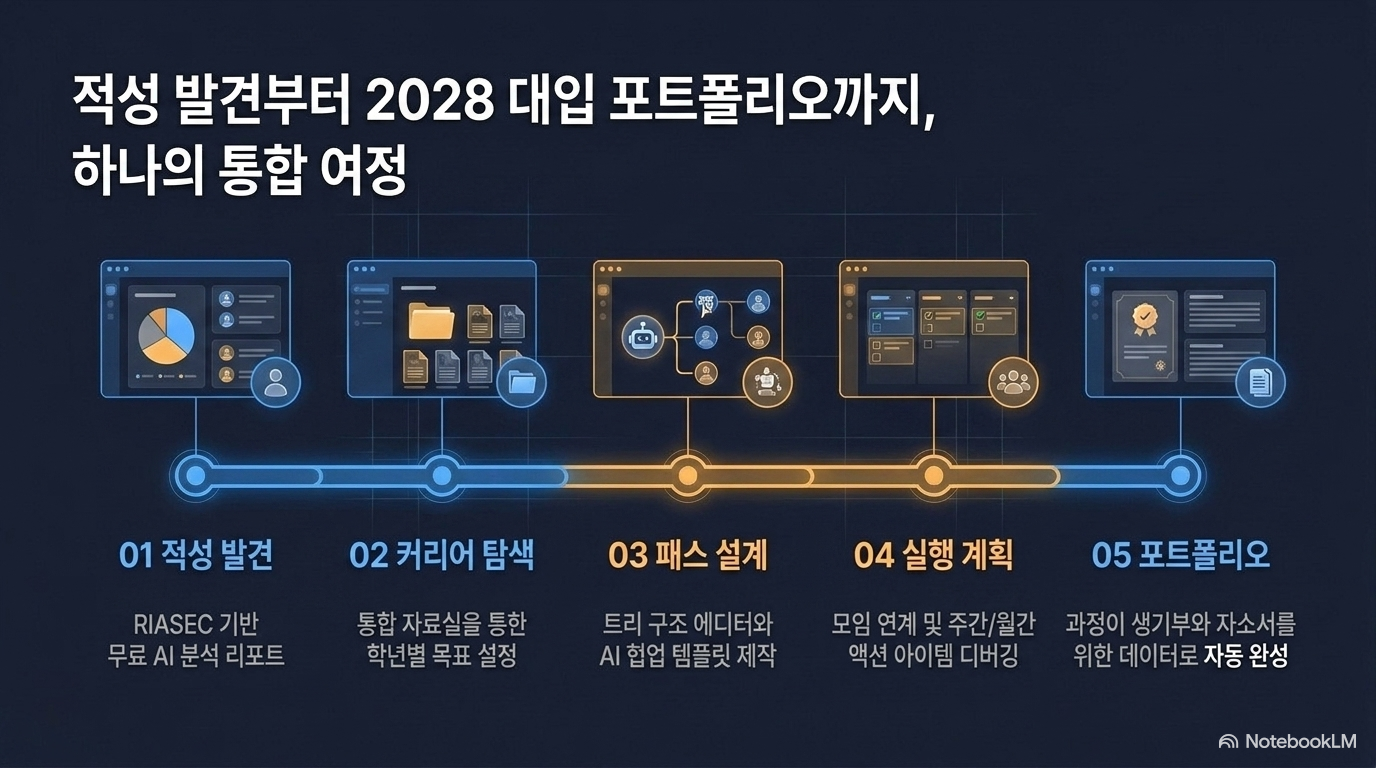 적성 발견부터 2028 대입 포트폴리오까지,
하나의 통합 여정
01 적성 발견
RIASEC 기반
무료 AI 분석 리포트
02 커리어 탐색
통합 자료실을 통한
학년별 목표 설정
03 패스 설계
트리 구조 에디터와
AI 협업 템플릿 제작
04 실행 계획
모임 연계 및 주간/월간
액션 아이템 디버깅
05 포트폴리오
과정이 생기부와 자소서를
위한 데이터로 자동 완성
NotebookLM